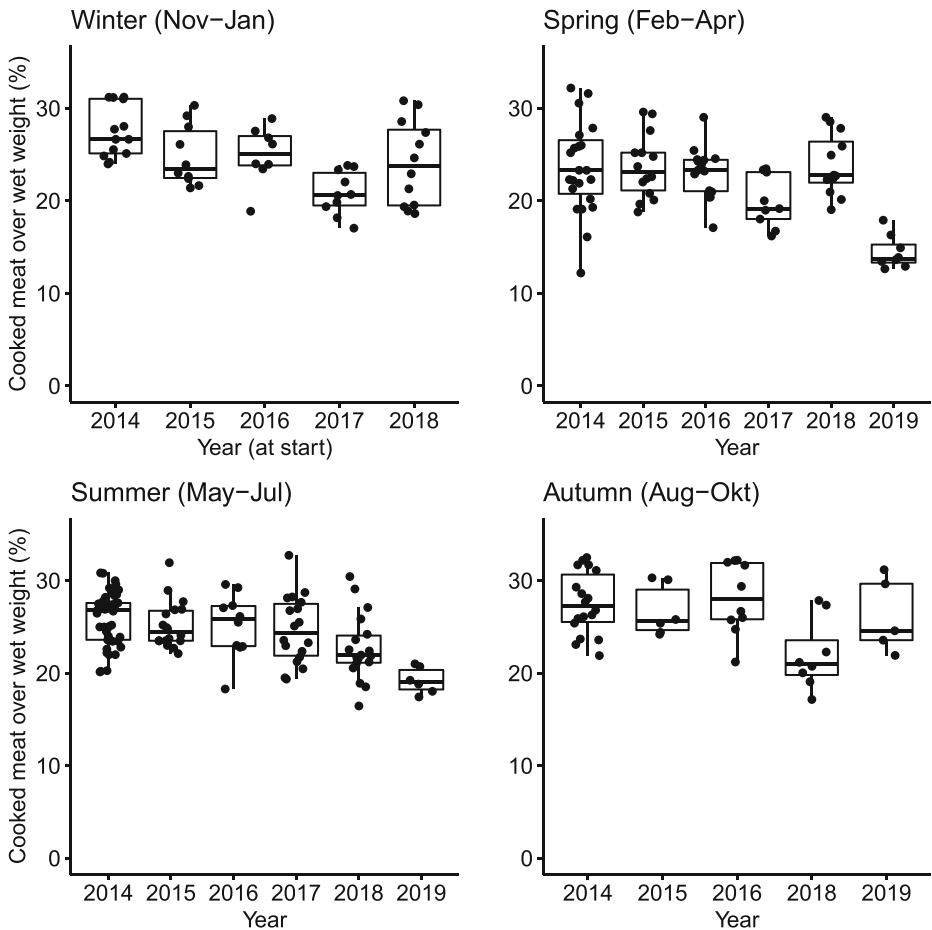 Winter (Nov−Jan)
Cooked meat over wet weight (%)
30
20
10
0
2014 2015 2016 2017 2018
Year (at start)
Spring (Feb−Apr)
30
20
10
0
2014 2015 2016 2017 2018 2019
Year
Summer (May−Jul)
Cooked meat over wet weight (%)
30
20
10
0
2014 2015 2016 2017 2018 2019
Year
Autumn (Aug−Okt)
30
20
10
0
2014 2015 2016 2018 2019
Year